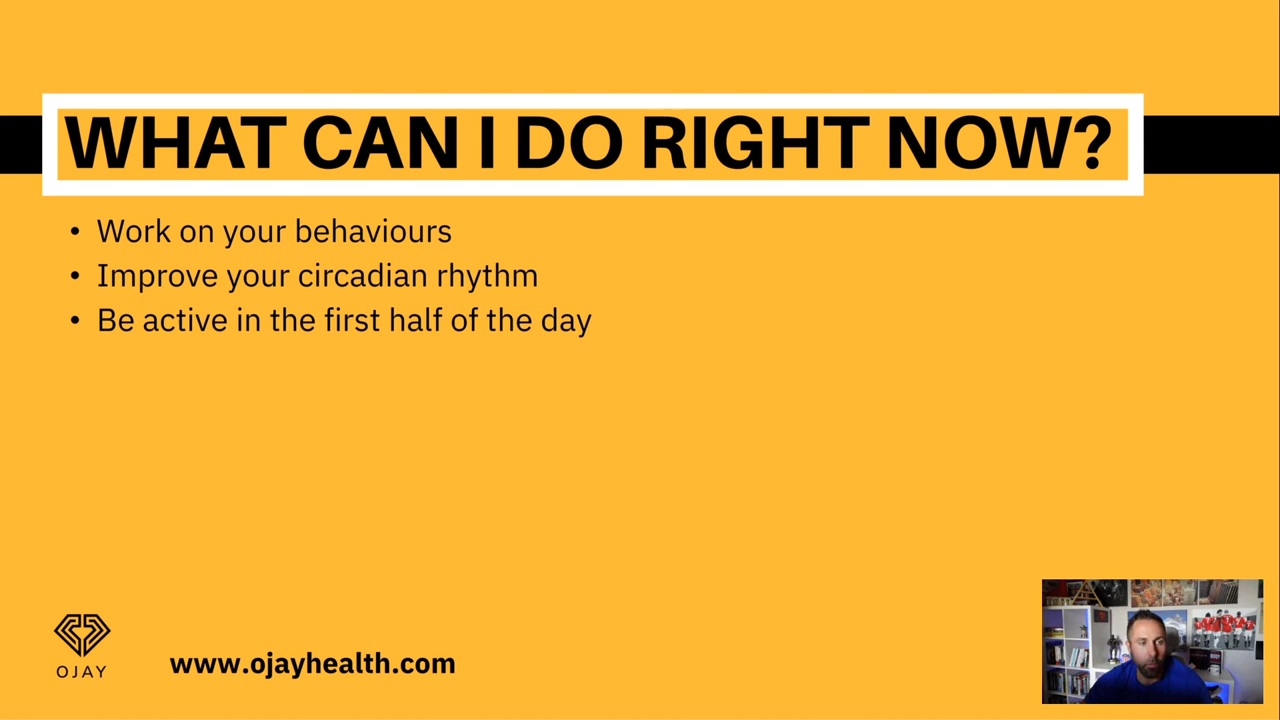 WHAT CAN I DO RIGHT NOW?
• Work on your behaviours
• Improve your circadian rhythm
• Be active in the first half of the day
OJAY
www.ojayhealth.com